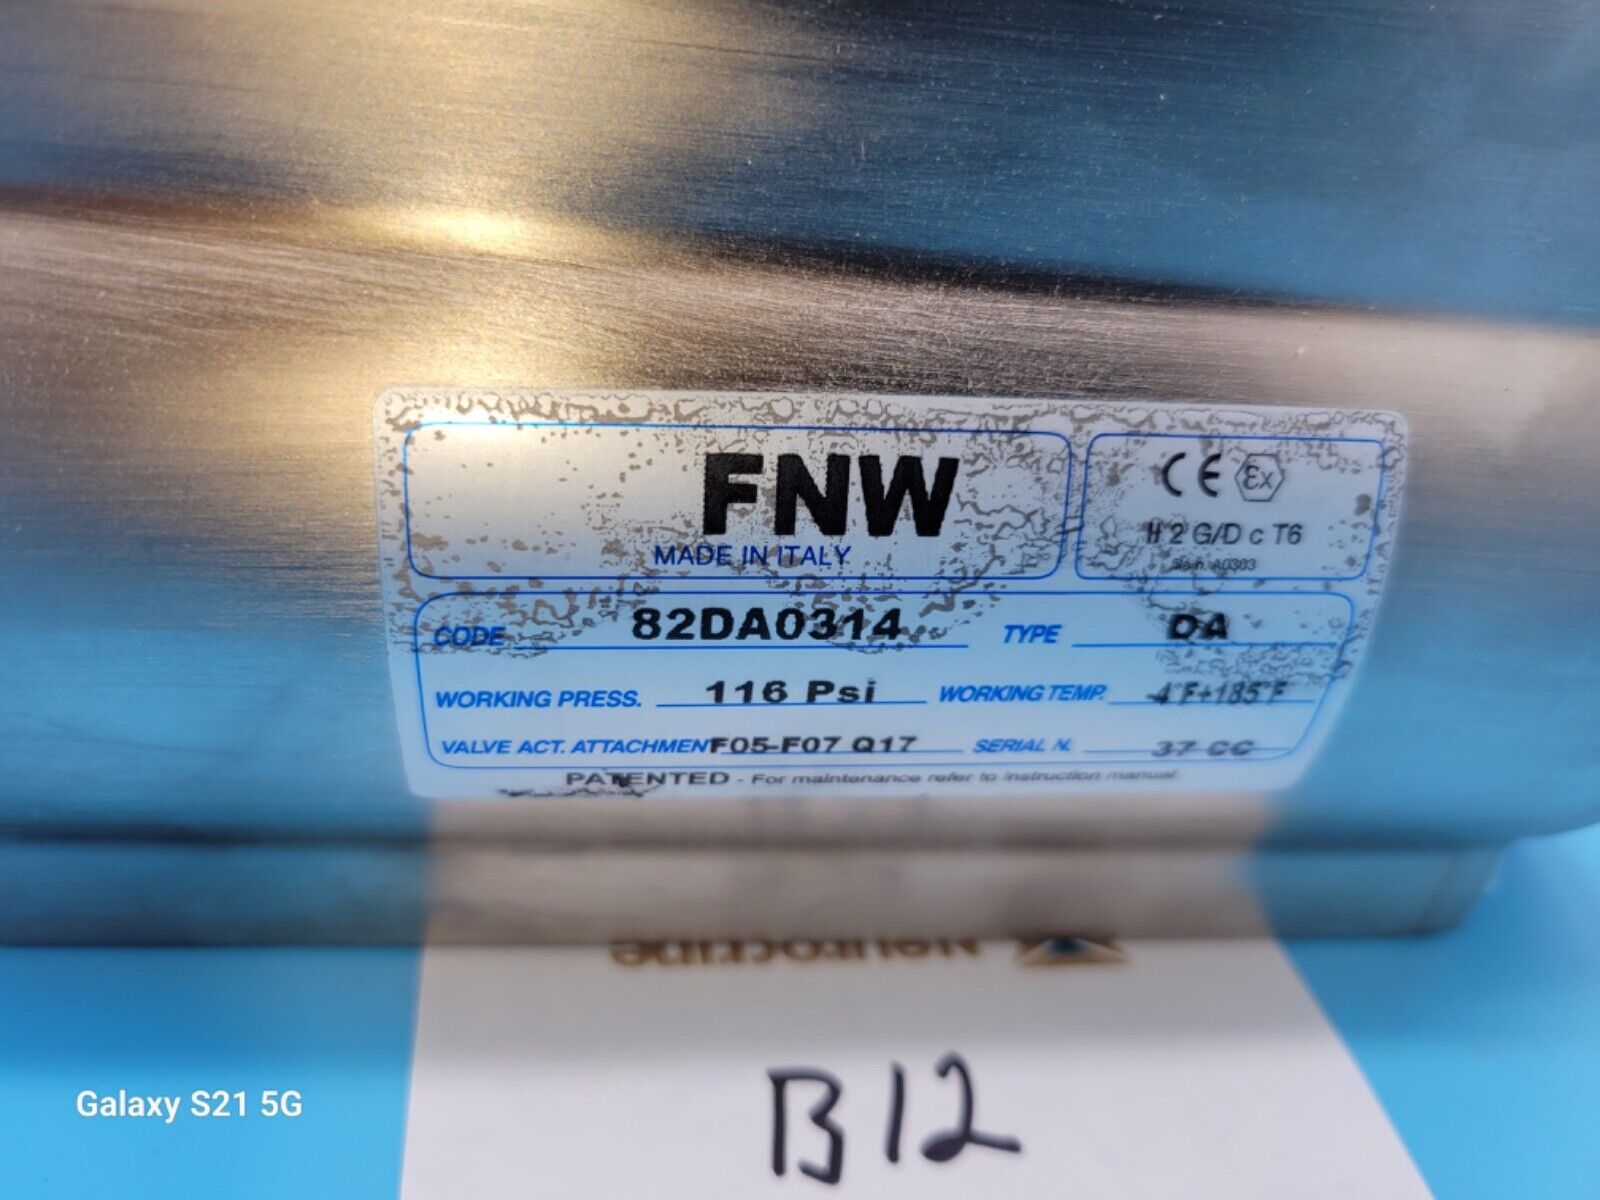 FNW
MADE IN ITALY
CE Ex
II 2 G/D c T6
A0303
CODE 82DA0314 TYPE DA
WORKING PRESS. 116 Psi WORKING TEMP. -4°F+185°F
VALVE ACT. ATTACHMENT F05-F07 Q17 SERIAL N. 37 CC
PATENTED - For maintenance refer to instruction manual
Neurocrine
B12
Galaxy S21 5G